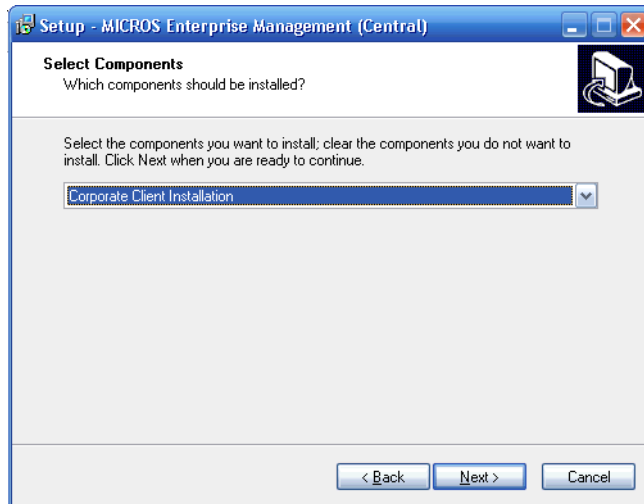 Setup - MICROS Enterprise Management (Central)
Select Components
Which components should be installed?
Select the components you want to install; clear the components you do not want to
install. Click Next when you are ready to continue.
Corporate Client Installation
< Back
Next >
Cancel